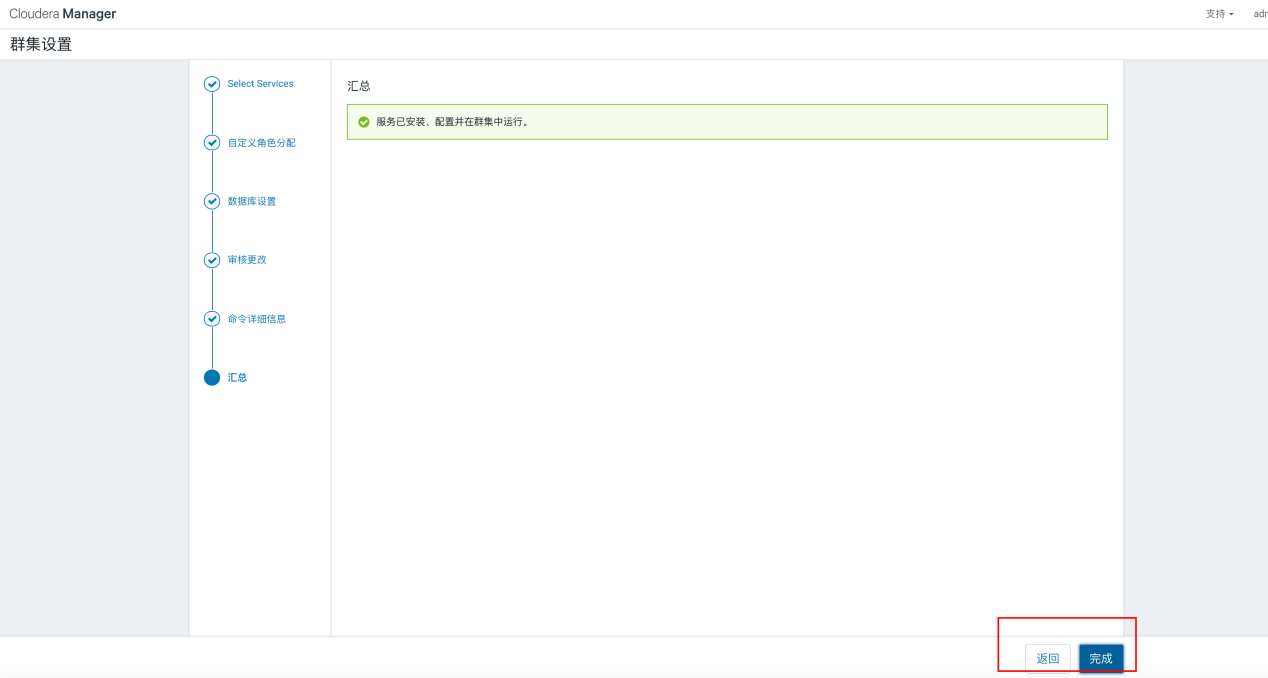 Cloudera Manager
支持
群集设置
Select Services
自定义角色分配
数据库设置
审核更改
命令详细信息
汇总
汇总
服务已安装、配置并在群集中运行。
返回
完成